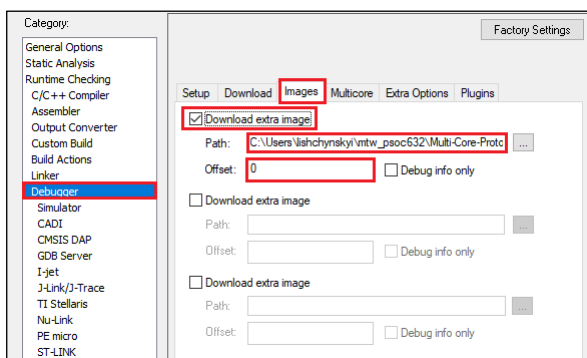 Category:
Factory Settings
General Options
Static Analysis
Runtime Checking
C/C++ Compiler
Assembler
Output Converter
Custom Build
Build Actions
Linker
Debugger
Simulator
CADI
CMSIS DAP
GDB Server
I-jet
J-Link/J-Trace
TI Stellaris
Nu-Link
PE micro
ST-LINK
Setup Download Images Multicore Extra Options Plugins
Download extra image
Path: C:\Users\lishchynskyi\mtw_psoc632\Multi-Core-Proto ...
Offset: 0 Debug info only
Download extra image
Path: ...
Offset: Debug info only
Download extra image
Path: ...
Offset: Debug info only